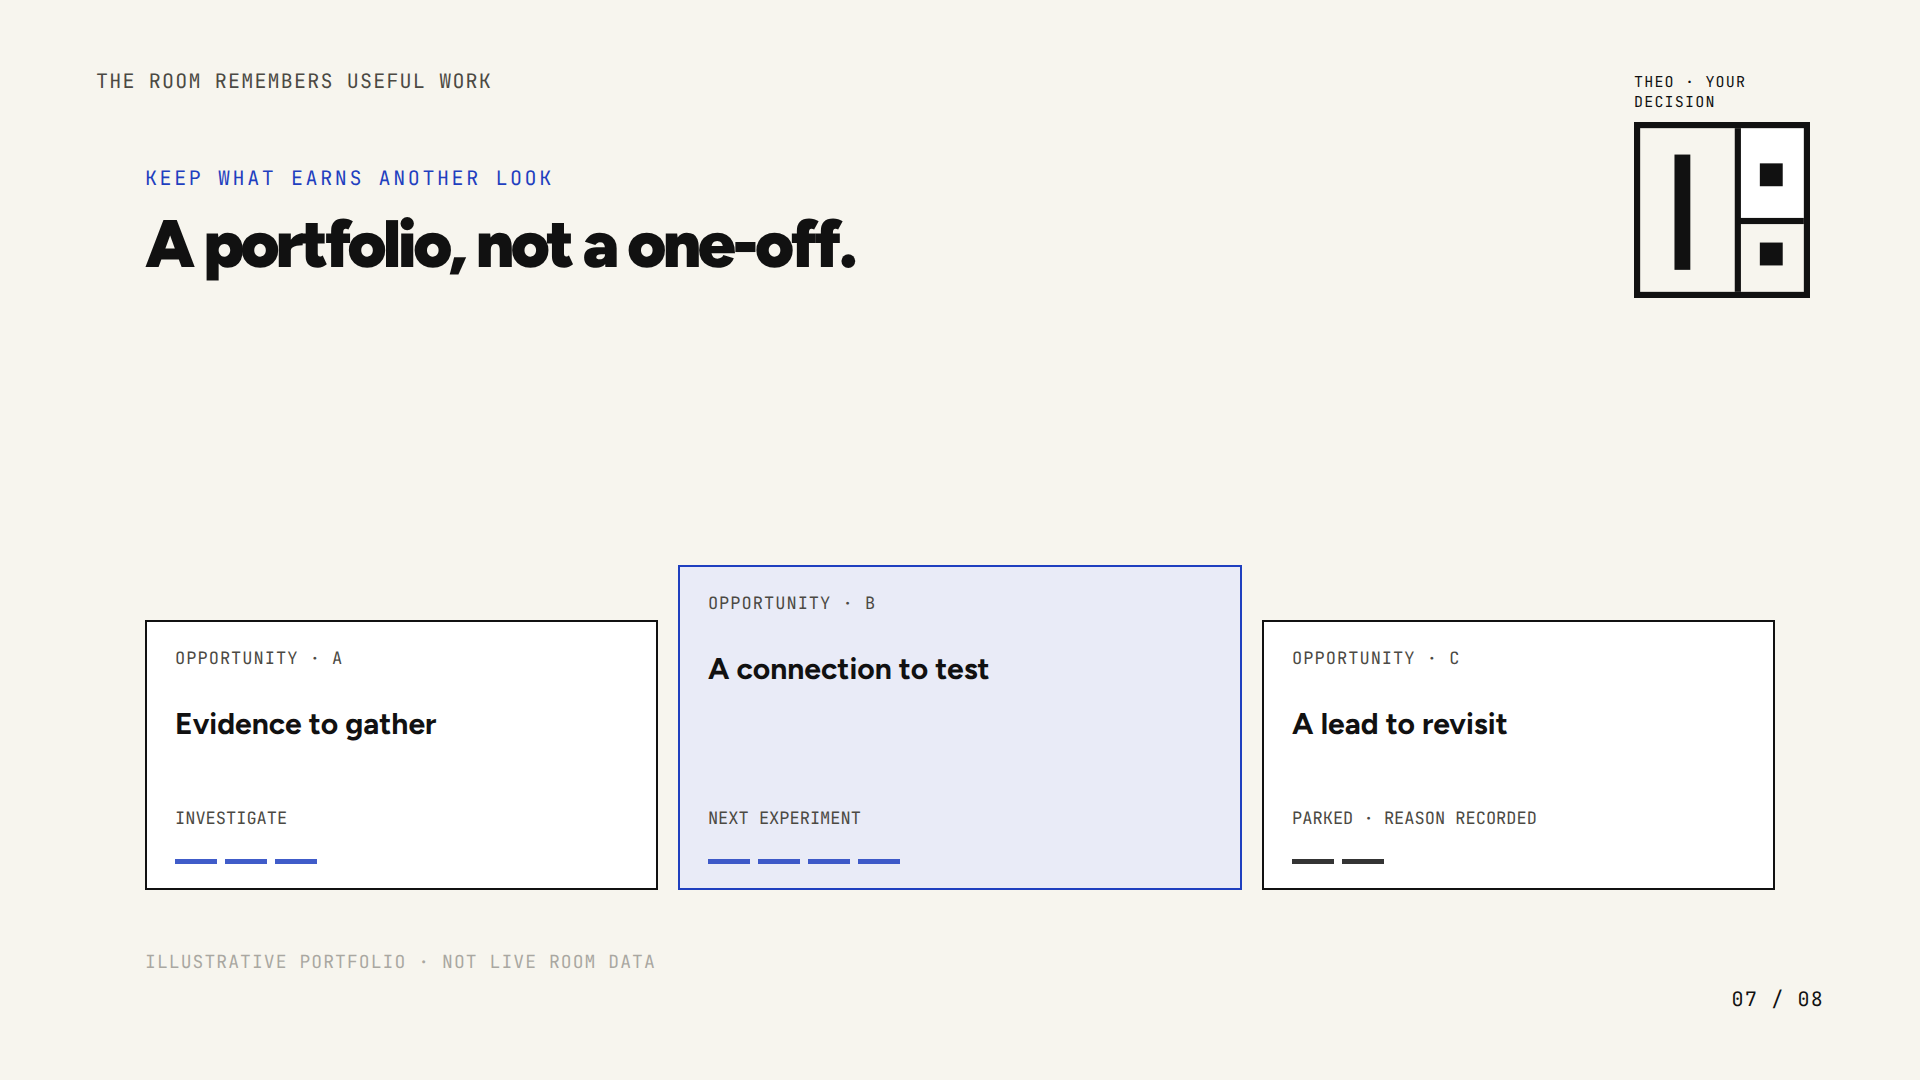 THE ROOM REMEMBERS USEFUL WORK
THEO · YOUR
DECISION
KEEP WHAT EARNS ANOTHER LOOK
A portfolio, not a one-off.
OPPORTUNITY · A
Evidence to gather
INVESTIGATE
OPPORTUNITY · B
A connection to test
NEXT EXPERIMENT
OPPORTUNITY · C
A lead to revisit
PARKED · REASON RECORDED
ILLUSTRATIVE PORTFOLIO · NOT LIVE ROOM DATA
07 / 08